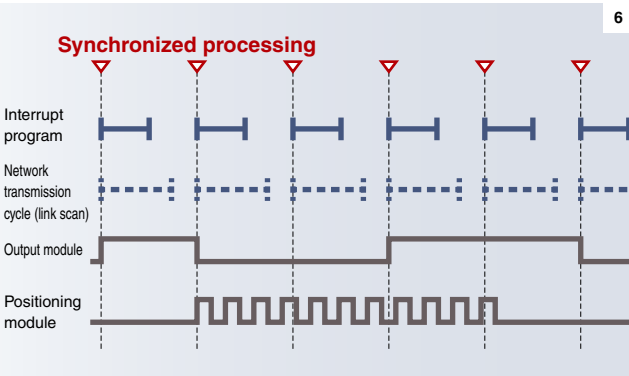 6
Synchronized processing
Interrupt
program
Network
transmission
cycle (link scan)
Output module
Positioning
module